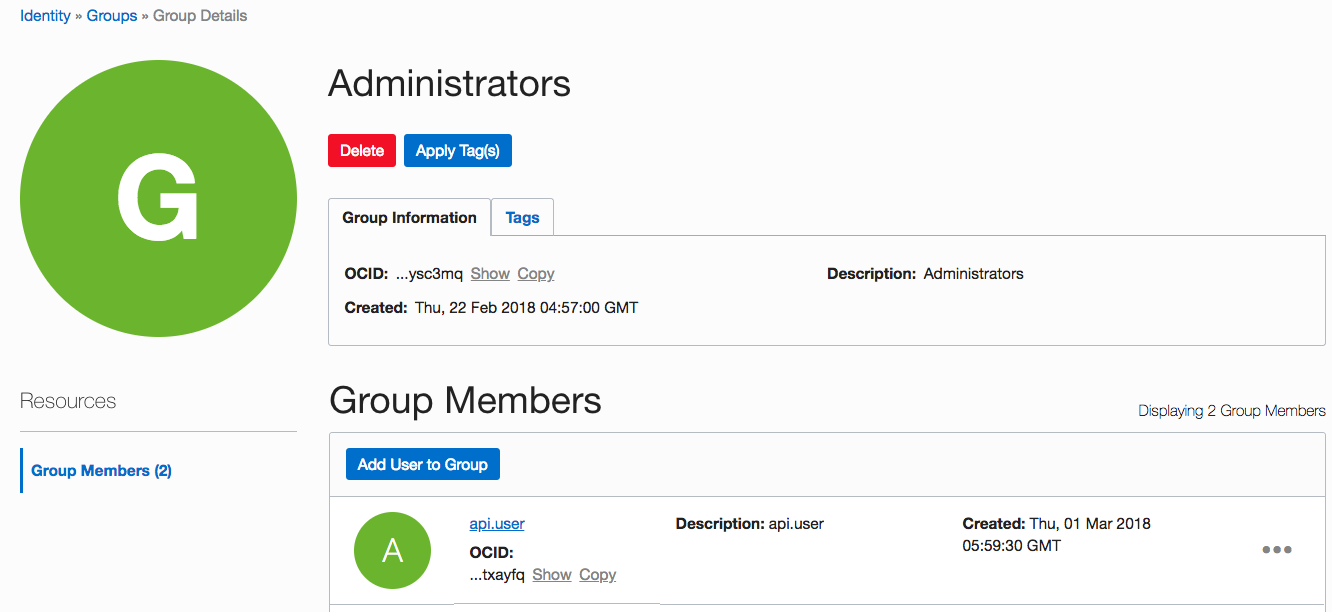 Identity » Groups » Group Details
G
Administrators
Delete Apply Tag(s)
Group Information Tags
OCID: ...ysc3mq Show Copy Description: Administrators
Created: Thu, 22 Feb 2018 04:57:00 GMT
Resources
Group Members (2)
Group Members
Displaying 2 Group Members
Add User to Group
A
api.user
OCID:
...txayfq Show Copy
Description: api.user
Created: Thu, 01 Mar 2018
05:59:30 GMT